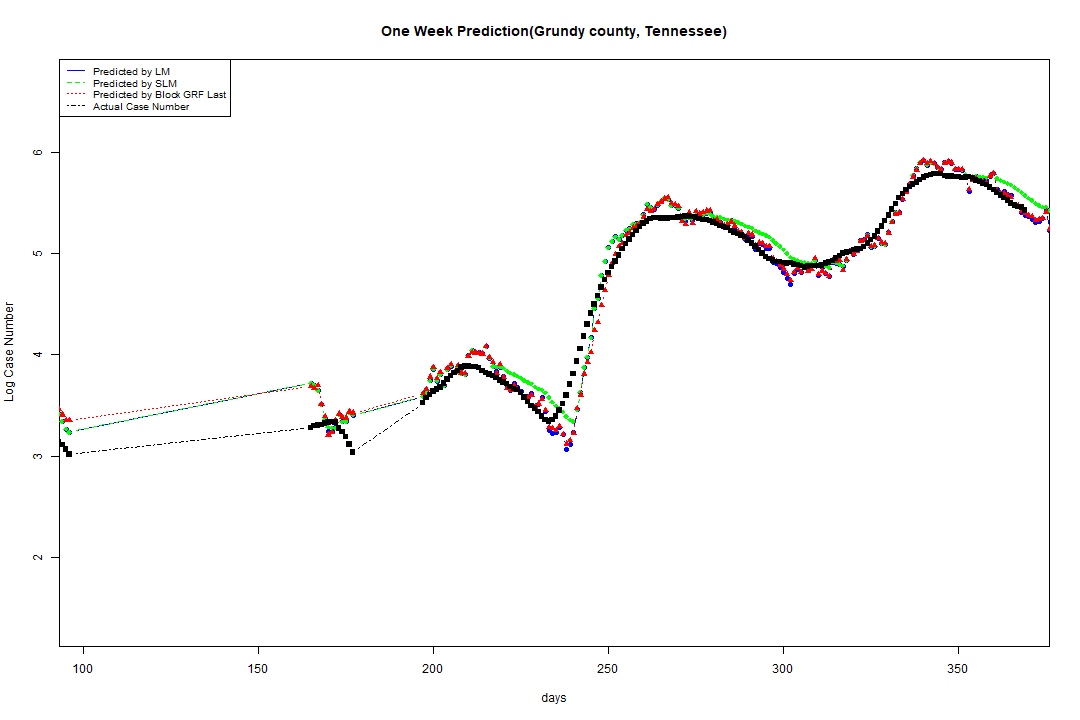 One Week Prediction(Grundy county, Tennessee)
Predicted by LM
Predicted by SLM
Predicted by Block GRF Last
Actual Case Number
Log Case Number
6
5
4
3
2
100 150 200 250 300 350
days